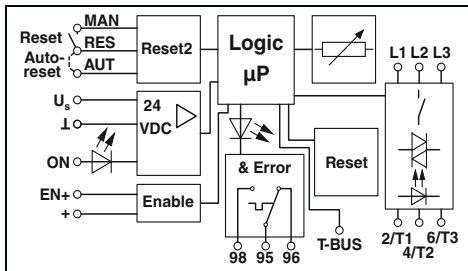 MAN
Reset
RES
Auto-
reset
AUT
Reset2
Logic
µP
L1 L2 L3
Us
⊥
24
VDC
ON
& Error
Reset
EN+
+
Enable
98 95 96
T-BUS
2/T1 6/T3
4/T2